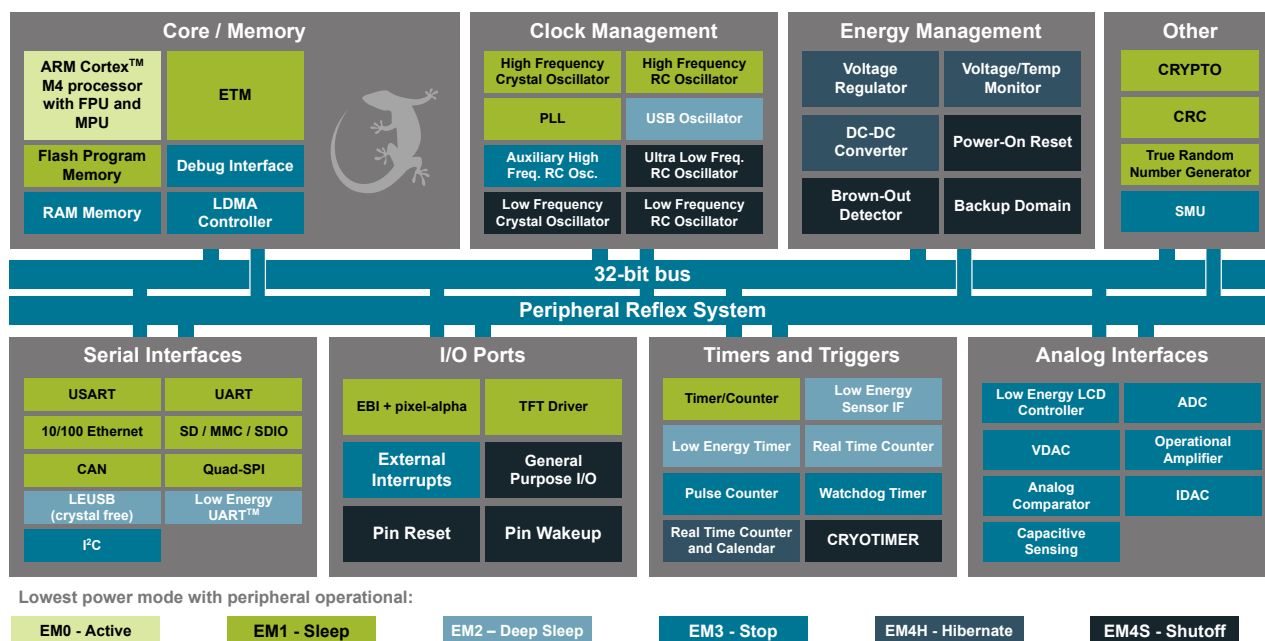 Core / Memory
ARM Cortex™
M4 processor
with FPU and
MPU
ETM
Flash Program
Memory
Debug Interface
RAM Memory
LDMA
Controller
Clock Management
High Frequency
Crystal Oscillator
High Frequency
RC Oscillator
PLL
USB Oscillator
Auxiliary High
Freq. RC Osc.
Ultra Low Freq.
RC Oscillator
Low Frequency
Crystal Oscillator
Low Frequency
RC Oscillator
Energy Management
Voltage
Regulator
Voltage/Temp
Monitor
DC-DC
Converter
Power-On Reset
Brown-Out
Detector
Backup Domain
Other
CRYPTO
CRC
True Random
Number Generator
SMU
32-bit bus
Peripheral Reflex System
Serial Interfaces
USART
UART
10/100 Ethernet
SD / MMC / SDIO
CAN
Quad-SPI
LEUSB
(crystal free)
Low Energy
UART™
I²C
I/O Ports
EBI + pixel-alpha
TFT Driver
External
Interrupts
General
Purpose I/O
Pin Reset
Pin Wakeup
Timers and Triggers
Timer/Counter
Low Energy
Sensor IF
Low Energy Timer
Real Time Counter
Pulse Counter
Watchdog Timer
Real Time Counter
and Calendar
CRYOTIMER
Analog Interfaces
Low Energy LCD
Controller
ADC
VDAC
Operational
Amplifier
Analog
Comparator
IDAC
Capacitive
Sensing
Lowest power mode with peripheral operational:
EM0 - Active
EM1 - Sleep
EM2 – Deep Sleep
EM3 - Stop
EM4H - Hibernate
EM4S - Shutoff